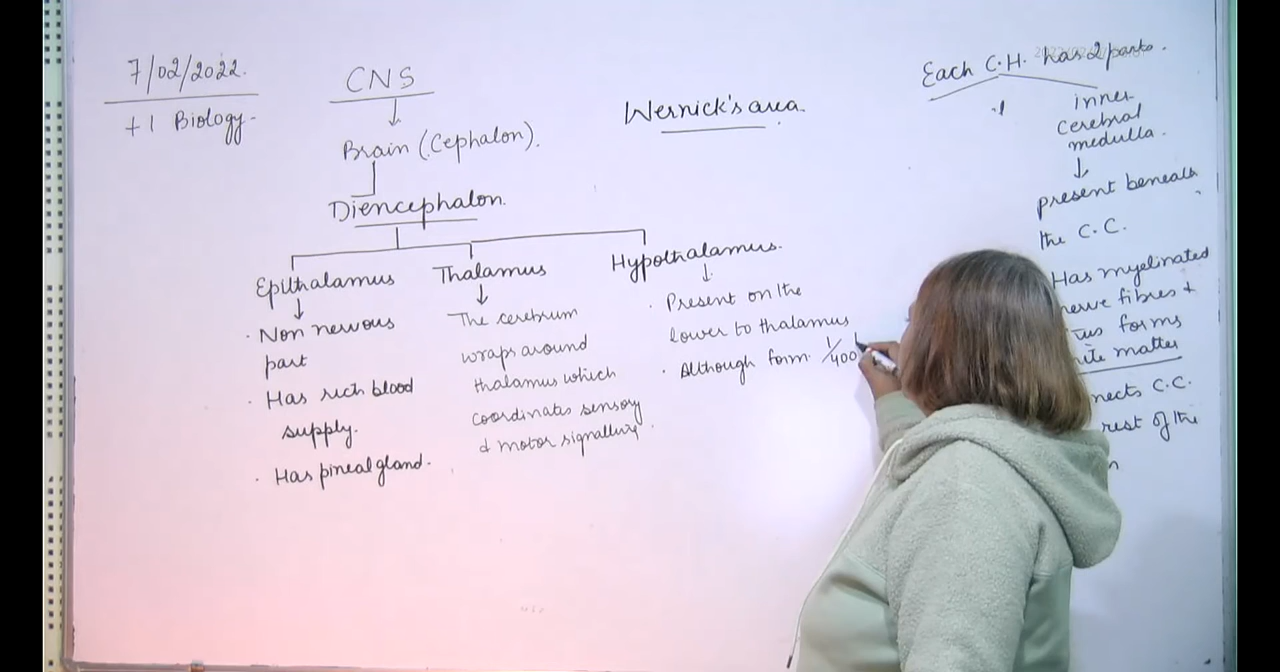 7/02/2022.
+1 Biology.
CNS
Brain (Cephalon).
Diencephalon.
Epithalamus
Non nervous
part
Has rich blood
supply.
Has pineal gland.
Thalamus
The cerebrum
wraps around
thalamus which
coordinates sensory
& motor signalling.
Wernick's area.
Hypothalamus.
Present on the
lower to thalamus
Although form 1/400
Each C.H. has 2 parts.
inner
cerebral
medulla.
present beneath
the C.C.
Has myelinated
nerve fibres &
forms
matter
C.C.
rest of the